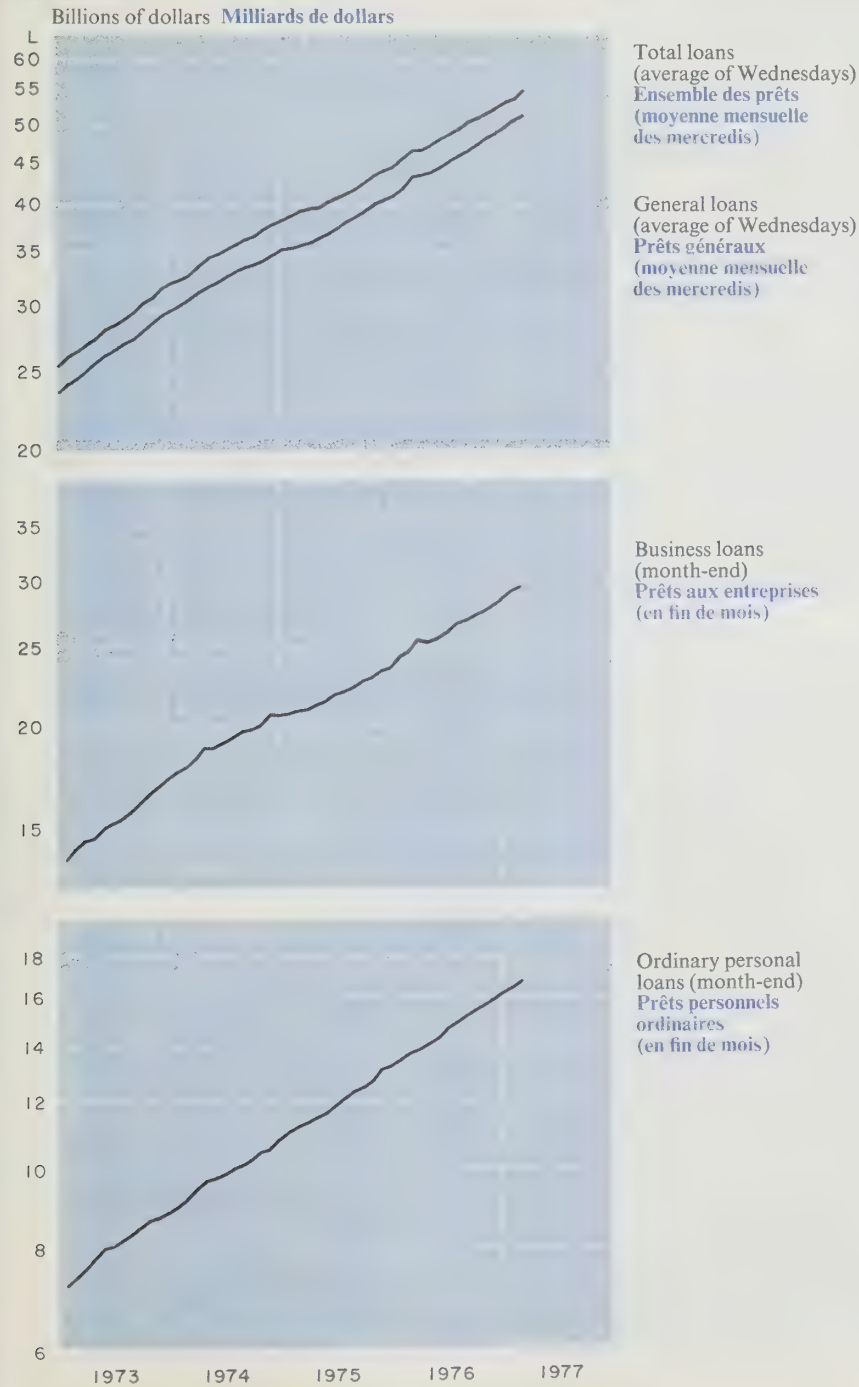 Billions of dollars Milliards de dollars
L
60
55
50
45
40
35
30
25
20
Total loans
(average of Wednesdays)
Ensemble des prêts
(moyenne mensuelle
des mercredis)
General loans
(average of Wednesdays)
Prêts généraux
(moyenne mensuelle
des mercredis)
35
30
25
20
15
Business loans
(month-end)
Prêts aux entreprises
(en fin de mois)
18
16
14
12
10
8
6
Ordinary personal
loans (month-end)
Prêts personnels
ordinaires
(en fin de mois)
1973 1974 1975 1976 1977